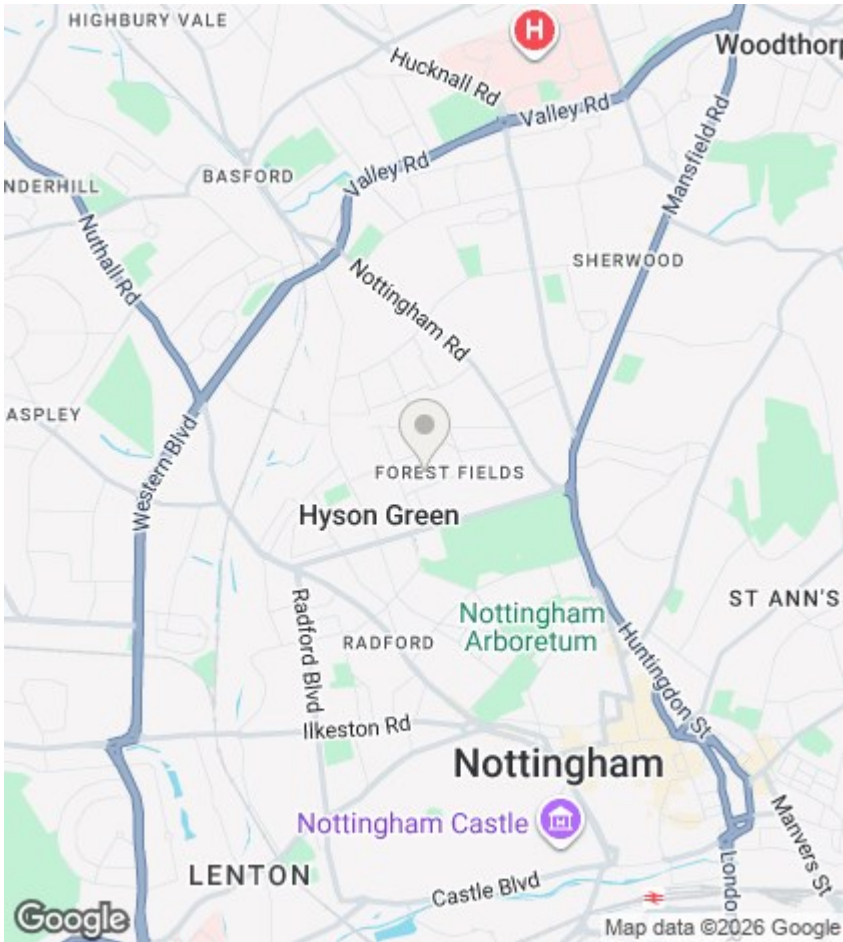 HIGHBURY VALE
H
Woodthorp
Hucknall Rd
Valley Rd
Mansfield Rd
BASFORD
NDERHILL
Valley Rd
Nuthall Rd
SHERWOOD
Nottingham Rd
ASPLEY
Western Blvd
FOREST FIELDS
Hyson Green
ST ANN'S
Nottingham
Arboretum
Radford Blvd
RADFORD
Huntingdon St
Ilkeston Rd
Nottingham
Nottingham Castle
Manvers St
LENTON
Castle Blvd
London
Google
Map data ©2026 Google